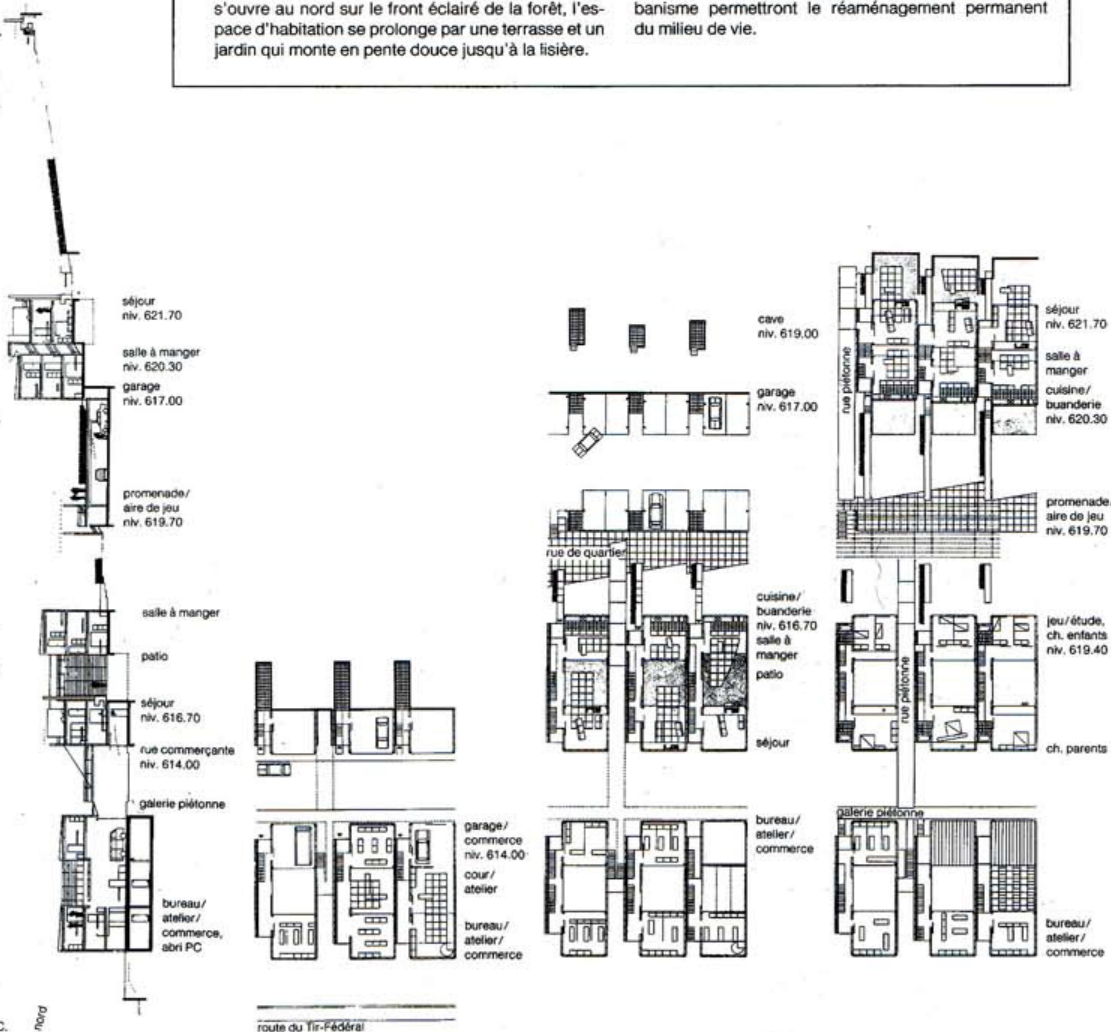 s'ouvre au nord sur le front éclairé de la forêt, l'es-
pace d'habitation se prolonge par une terrasse et un
jardin qui monte en pente douce jusqu'à la lisière.
banisme permettront le réaménagement permanent
du milieu de vie.
séjour
niv. 621.70
salle à manger
niv. 620.30
garage
niv. 617.00
promenade/
aire de jeu
niv. 619.70
salle à manger
patio
séjour
niv. 616.70
rue commerçante
niv. 614.00
galerie piétonne
bureau/
atelier/
commerce,
abri PC
nord
garage/
commerce
niv. 614.00
cour/
atelier
bureau/
atelier/
commerce
route du Tir-Fédéral
cave
niv. 619.00
garage
niv. 617.00
rue de quartier
cuisine/
buanderie
niv. 616.70
salle à
manger
patio
séjour
bureau/
atelier/
commerce
rue piétonne
séjour
niv. 621.70
salle à
manger
cuisine/
buanderie
niv. 620.30
promenade/
aire de jeu
niv. 619.70
jeu/étude,
ch. enfants
niv. 619.40
rue piétonne
ch. parents
galerie piétonne
bureau/
atelier/
commerce